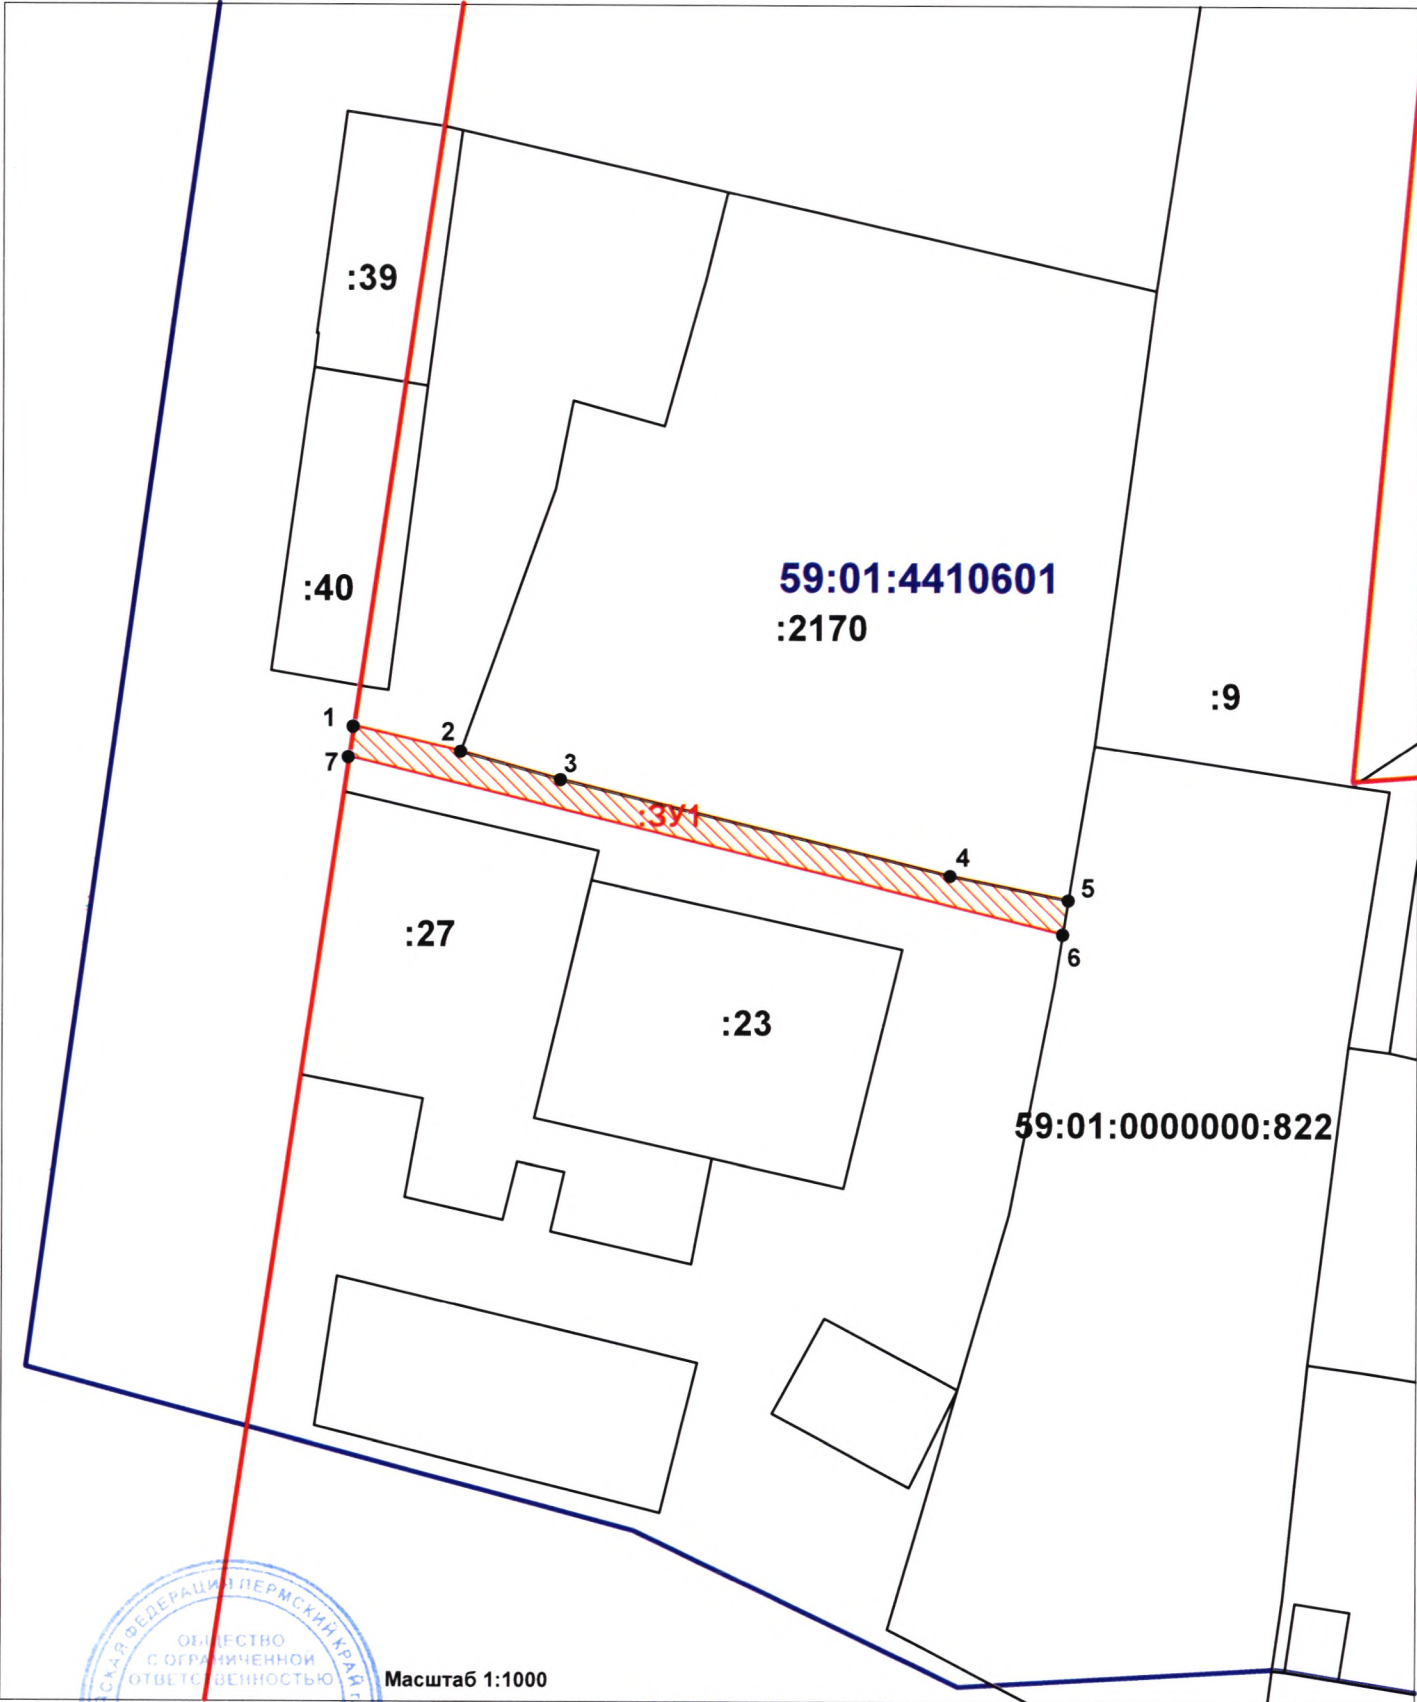 :39
:40
59:01:4410601
:2170
:9
1
2
3
7
:ЗУ1
4
5
6
:27
:23
59:01:0000000:822
ФЕДЕРАЦИЯ ПЕРМСКИЙ КРАЙ
ОБЩЕСТВО
С ОГРАНИЧЕННОЙ
ОТВЕТСТВЕННОСТЬЮ
Масштаб 1:1000